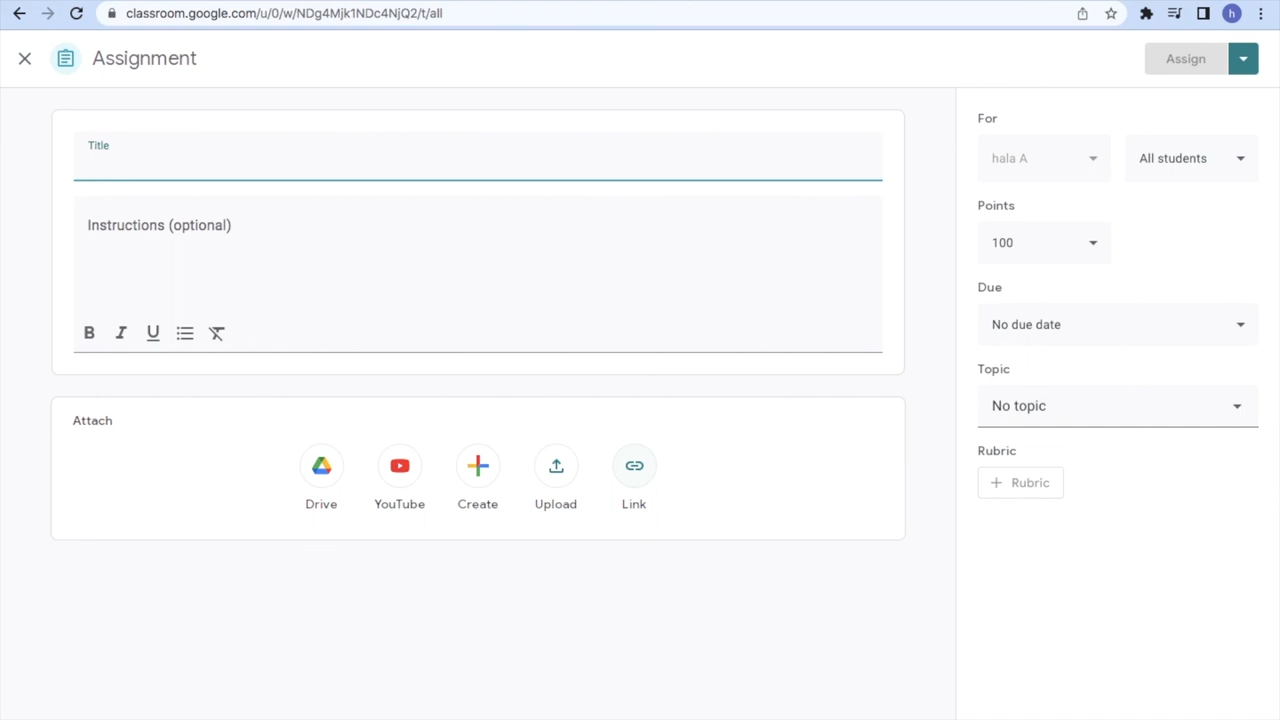 classroom.google.com/u/0/w/NDg4Mjk1NDc4NjQ2/t/all
h
Assignment
Assign
Title
Instructions (optional)
B I U
Attach
Drive YouTube Create Upload Link
For
hala A All students
Points
100
Due
No due date
Topic
No topic
Rubric
+ Rubric